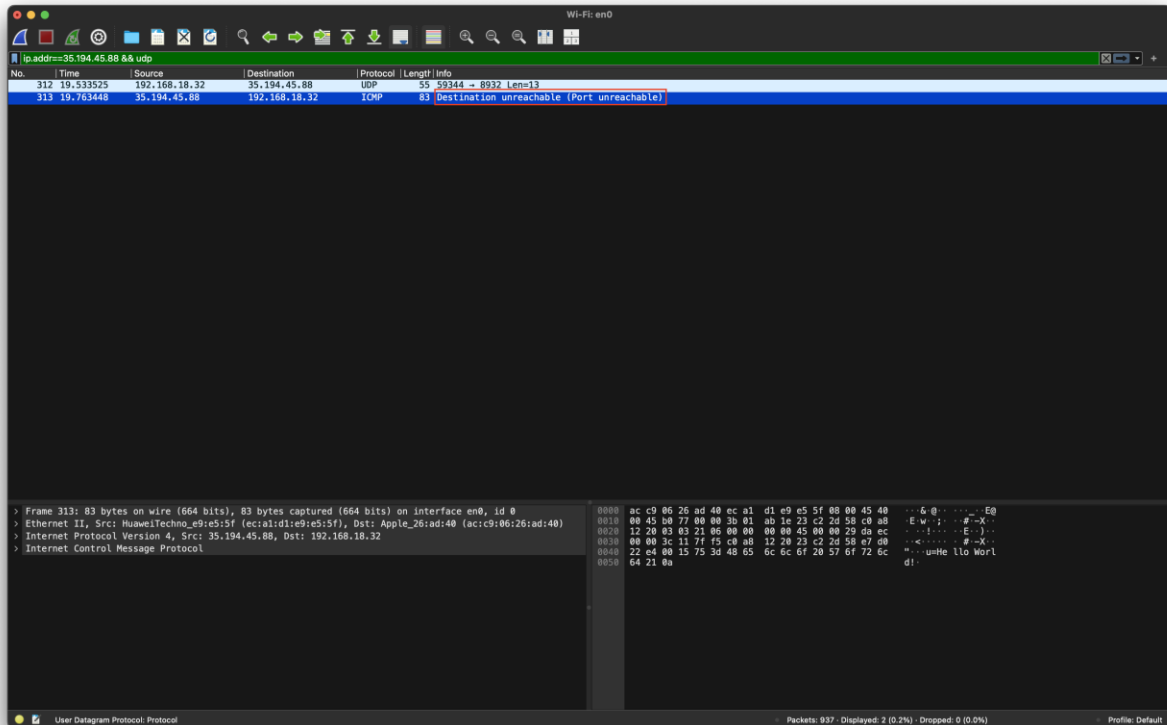 Wi-Fi: en0
ip.addr==35.194.45.88 && udp
No. Time Source Destination Protocol Length Info
312 19.533525 192.168.18.32 35.194.45.88 UDP 55 59344 → 8932 Len=13
313 19.763448 35.194.45.88 192.168.18.32 ICMP 83 Destination unreachable (Port unreachable)
> Frame 313: 83 bytes on wire (664 bits), 83 bytes captured (664 bits) on interface en0, id 0
> Ethernet II, Src: HuaweiTechno_e9:e5:5f (ec:a1:d1:e9:e5:5f), Dst: Apple_26:ad:40 (ac:c9:06:26:ad:40)
> Internet Protocol Version 4, Src: 35.194.45.88, Dst: 192.168.18.32
> Internet Control Message Protocol
0000 ac c9 06 26 ad 40 ec a1 d1 e9 e5 5f 08 00 45 40 ···&·@·· ···_··E@
0010 00 45 b0 77 00 00 3b 01 ab 1e 23 c2 2d 58 c0 a8 ·E·w··;· ··#·-X··
0020 12 20 03 03 21 06 00 00 00 00 45 00 00 29 da ec · ··!··· ··E··)··
0030 00 00 3c 11 7f f5 c0 a8 12 20 23 c2 2d 58 e7 d0 ··<····· · #·-X··
0040 22 e4 00 15 75 3d 48 65 6c 6c 6f 20 57 6f 72 6c "···u=He llo Worl
0050 64 21 0a d!·
User Datagram Protocol: Protocol
Packets: 937 · Displayed: 2 (0.2%) · Dropped: 0 (0.0%)
Profile: Default